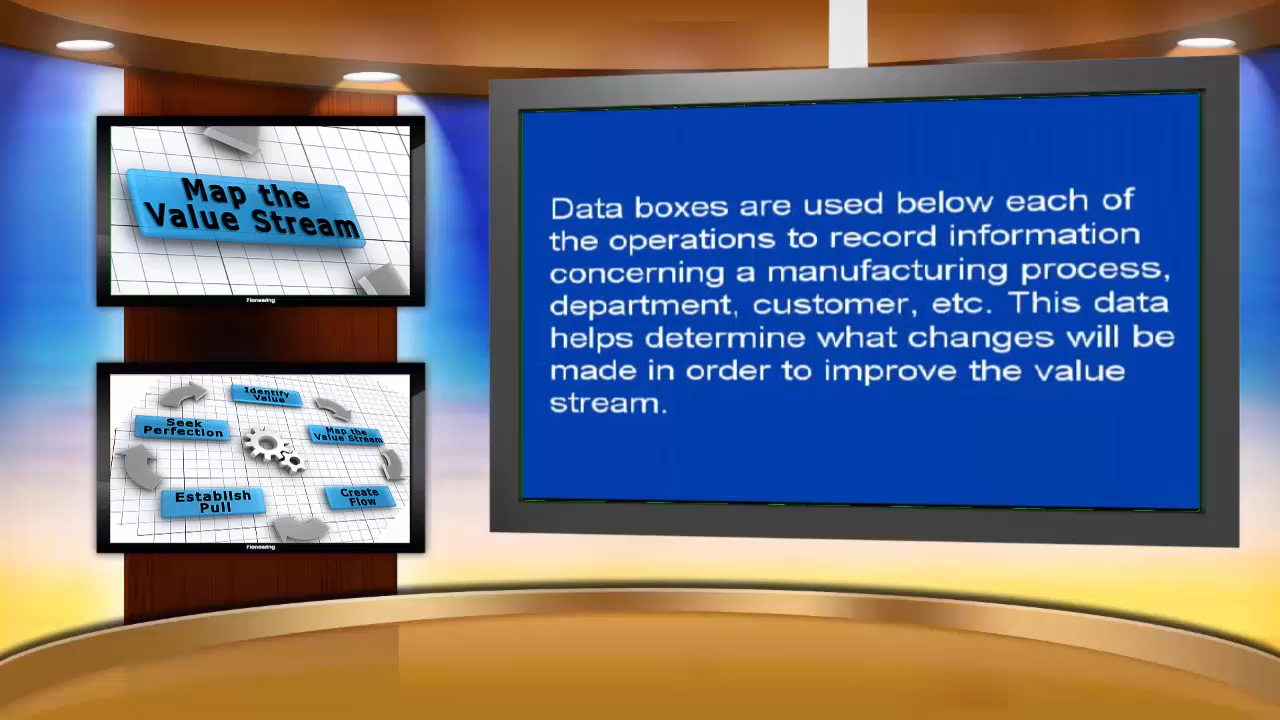 Map the
Value Stream
Pioneering
Identify
Value
Seek
Perfection
Map the
Value Stream
Establish
Pull
Create
Flow
Pioneering
Data boxes are used below each of
the operations to record information
concerning a manufacturing process,
department, customer, etc. This data
helps determine what changes will be
made in order to improve the value
stream.